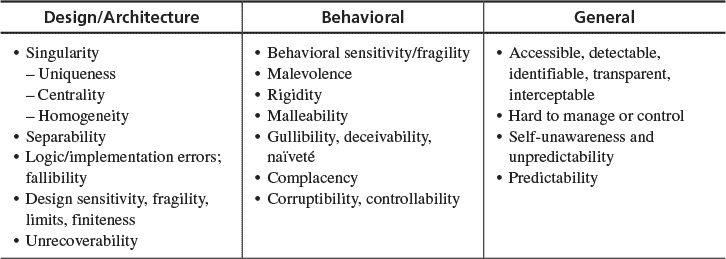 Design/Architecture
• Singularity
– Uniqueness
– Centrality
– Homogeneity
• Separability
• Logic/implementation errors;
fallibility
• Design sensitivity, fragility,
limits, finiteness
• Unrecoverability
Behavioral
• Behavioral sensitivity/fragility
• Malevolence
• Rigidity
• Malleability
• Gullibility, deceivability,
naïveté
• Complacency
• Corruptibility, controllability
General
• Accessible, detectable,
identifiable, transparent,
interceptable
• Hard to manage or control
• Self-unawareness and
unpredictability
• Predictability